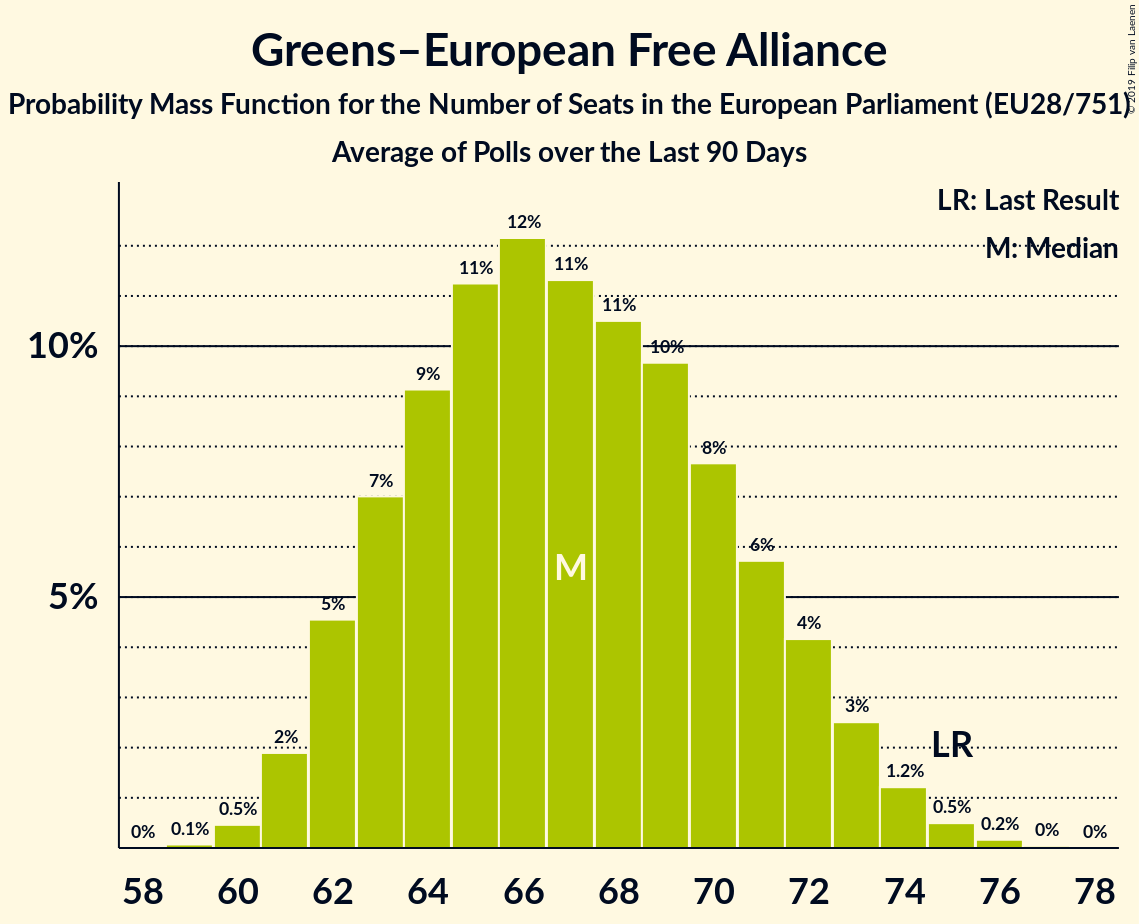 Greens–European Free Alliance
Probability Mass Function for the Number of Seats in the European Parliament (EU28/751)
Average of Polls over the Last 90 Days
© 2019 Filip van Laenen
LR: Last Result
M: Median
12%
11%
11%
11%
10%
10%
9%
8%
7%
6%
M
5%
5%
4%
3%
LR
2%
1.2%
0.5%
0.5%
0.2%
0%
0.1%
0%
0%
58 60 62 64 66 68 70 72 74 76 78